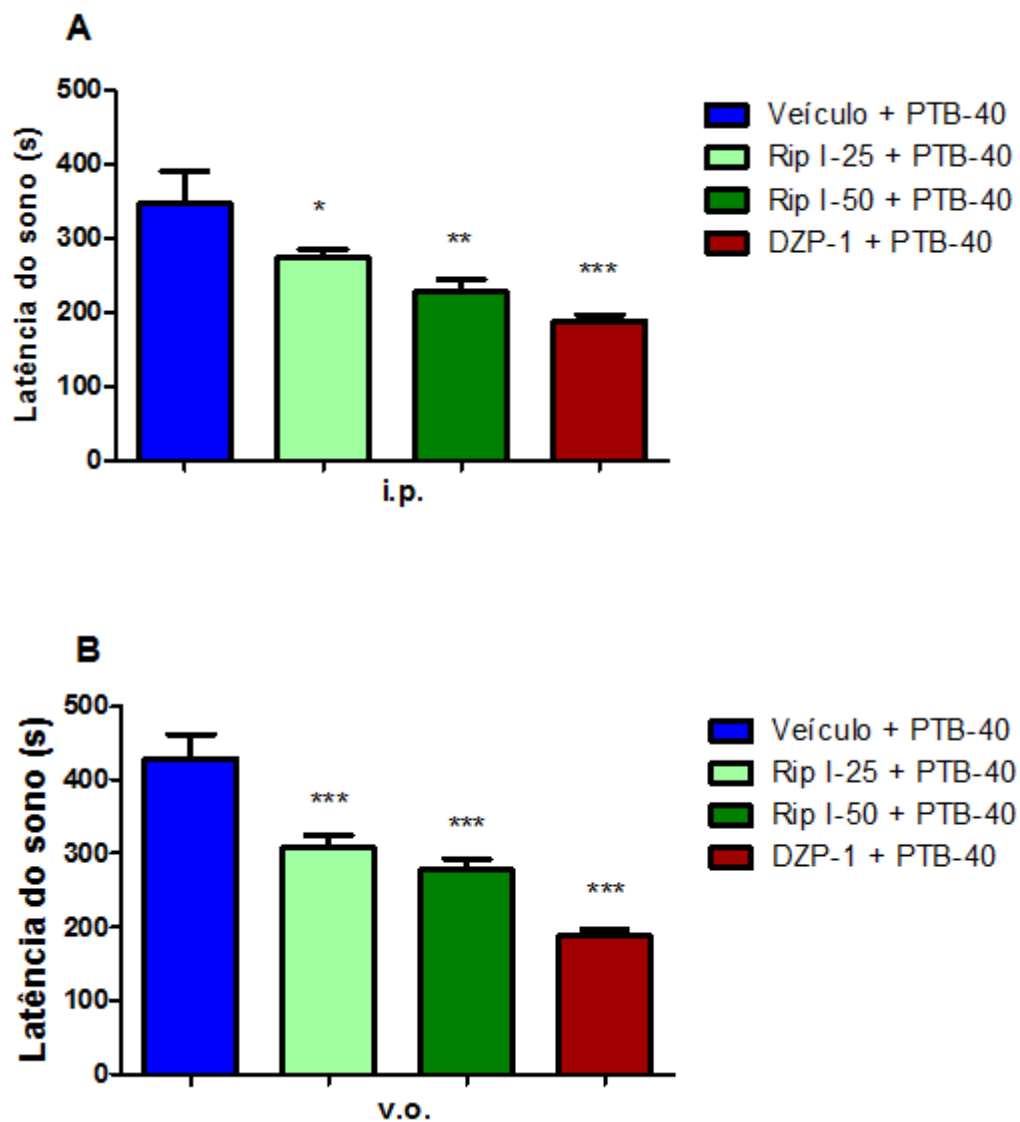 A
Latência do sono (s)
500
400
300
200
100
0
*
**
***
i.p.
Veículo + PTB-40
Rip I-25 + PTB-40
Rip I-50 + PTB-40
DZP-1 + PTB-40
B
Latência do sono (s)
500
400
300
200
100
0
***
***
***
v.o.
Veículo + PTB-40
Rip I-25 + PTB-40
Rip I-50 + PTB-40
DZP-1 + PTB-40